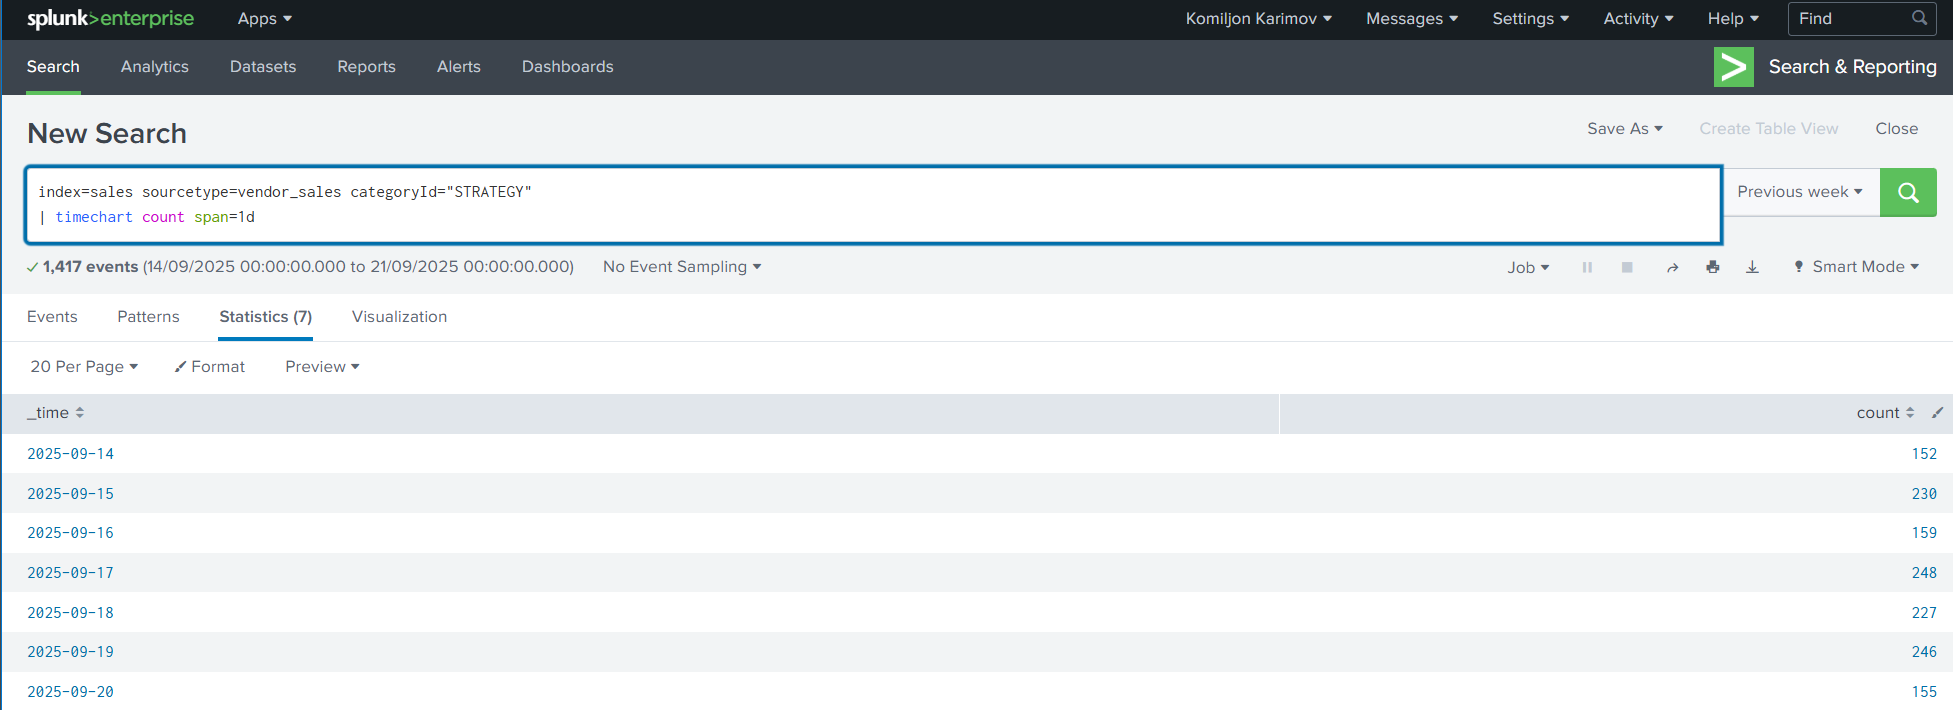 splunk>enterprise Apps Komiljon Karimov Messages Settings Activity Help Find
Search Analytics Datasets Reports Alerts Dashboards Search & Reporting
New Search Save As Create Table View Close
index=sales sourcetype=vendor_sales categoryId="STRATEGY"
| timechart count span=1d
Previous week
1,417 events (14/09/2025 00:00:00.000 to 21/09/2025 00:00:00.000) No Event Sampling Job Smart Mode
Events Patterns Statistics (7) Visualization
20 Per Page Format Preview
_time count
2025-09-14 152
2025-09-15 230
2025-09-16 159
2025-09-17 248
2025-09-18 227
2025-09-19 246
2025-09-20 155